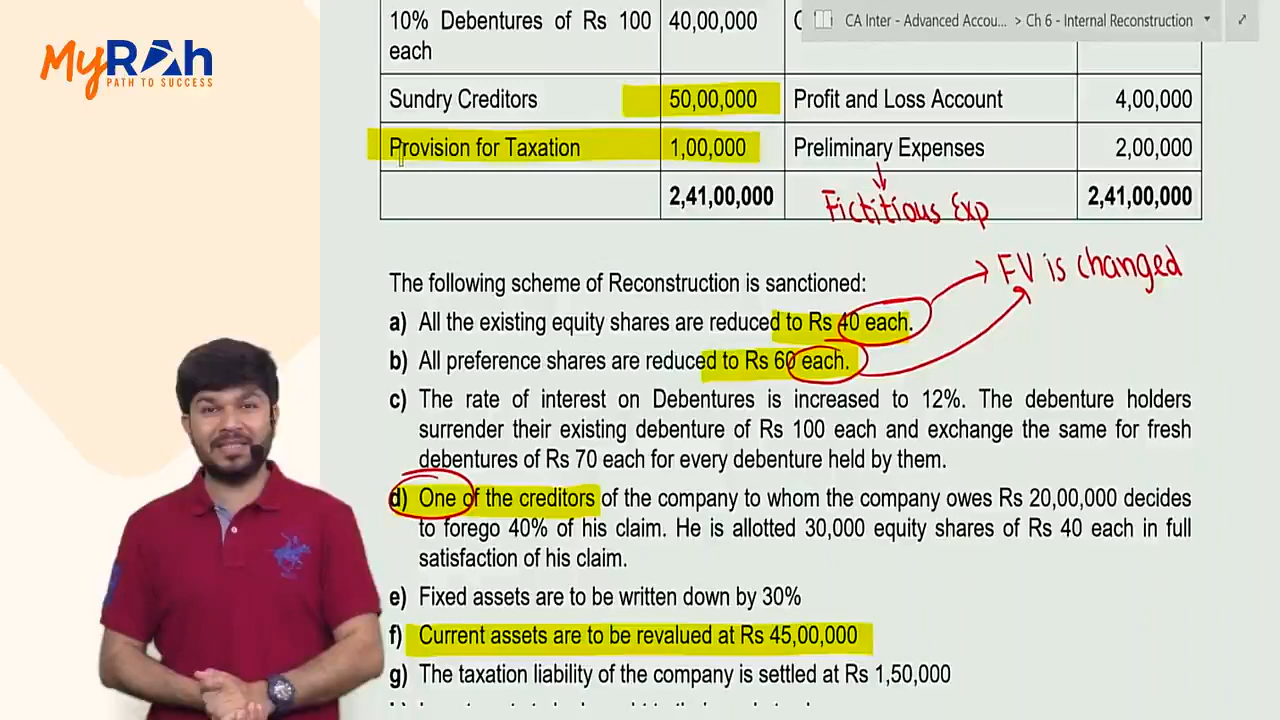 MyRAh
PATH TO SUCCESS
CA Inter - Advanced Accou... > Ch 6 - Internal Reconstruction
10% Debentures of Rs 100 each 40,00,000
Sundry Creditors 50,00,000 Profit and Loss Account 4,00,000
Provision for Taxation 1,00,000 Preliminary Expenses 2,00,000
2,41,00,000 2,41,00,000
Fictitious Exp
FV is changed
The following scheme of Reconstruction is sanctioned:
a) All the existing equity shares are reduced to Rs 40 each.
b) All preference shares are reduced to Rs 60 each.
c) The rate of interest on Debentures is increased to 12%. The debenture holders
surrender their existing debenture of Rs 100 each and exchange the same for fresh
debentures of Rs 70 each for every debenture held by them.
d) One of the creditors of the company to whom the company owes Rs 20,00,000 decides
to forego 40% of his claim. He is allotted 30,000 equity shares of Rs 40 each in full
satisfaction of his claim.
e) Fixed assets are to be written down by 30%
f) Current assets are to be revalued at Rs 45,00,000
g) The taxation liability of the company is settled at Rs 1,50,000